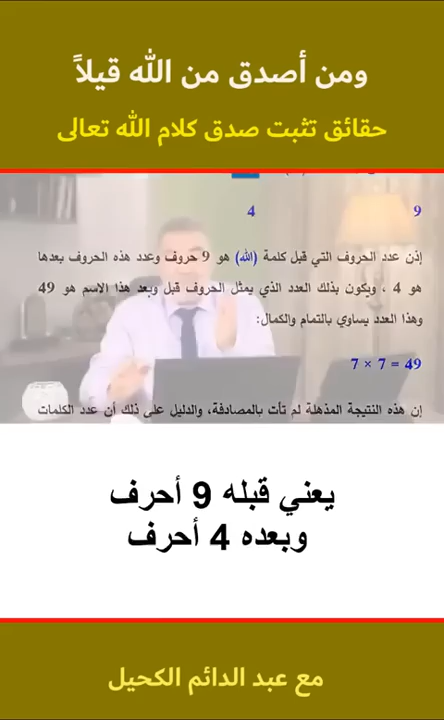 ومن أصدق من الله قيلاً
حقائق تثبت صدق كلام الله تعالى
9 4
إذن عدد الحروف التي قبل كلمة (الله) هو 9 حروف وعدد هذه الحروف بعدها
هو 4 ، ويكون بذلك العدد الذي يمثل الحروف قبل وبعد هذا الاسم هو 49
وهذا العدد يساوي بالتمام والكمال:
7 × 7 = 49
إن هذه النتيجة المذهلة لم تأت بالمصادفة، والدليل على ذلك أن عدد الكلمات
يعني قبله 9 أحرف
وبعده 4 أحرف
مع عبد الدائم الكحيل